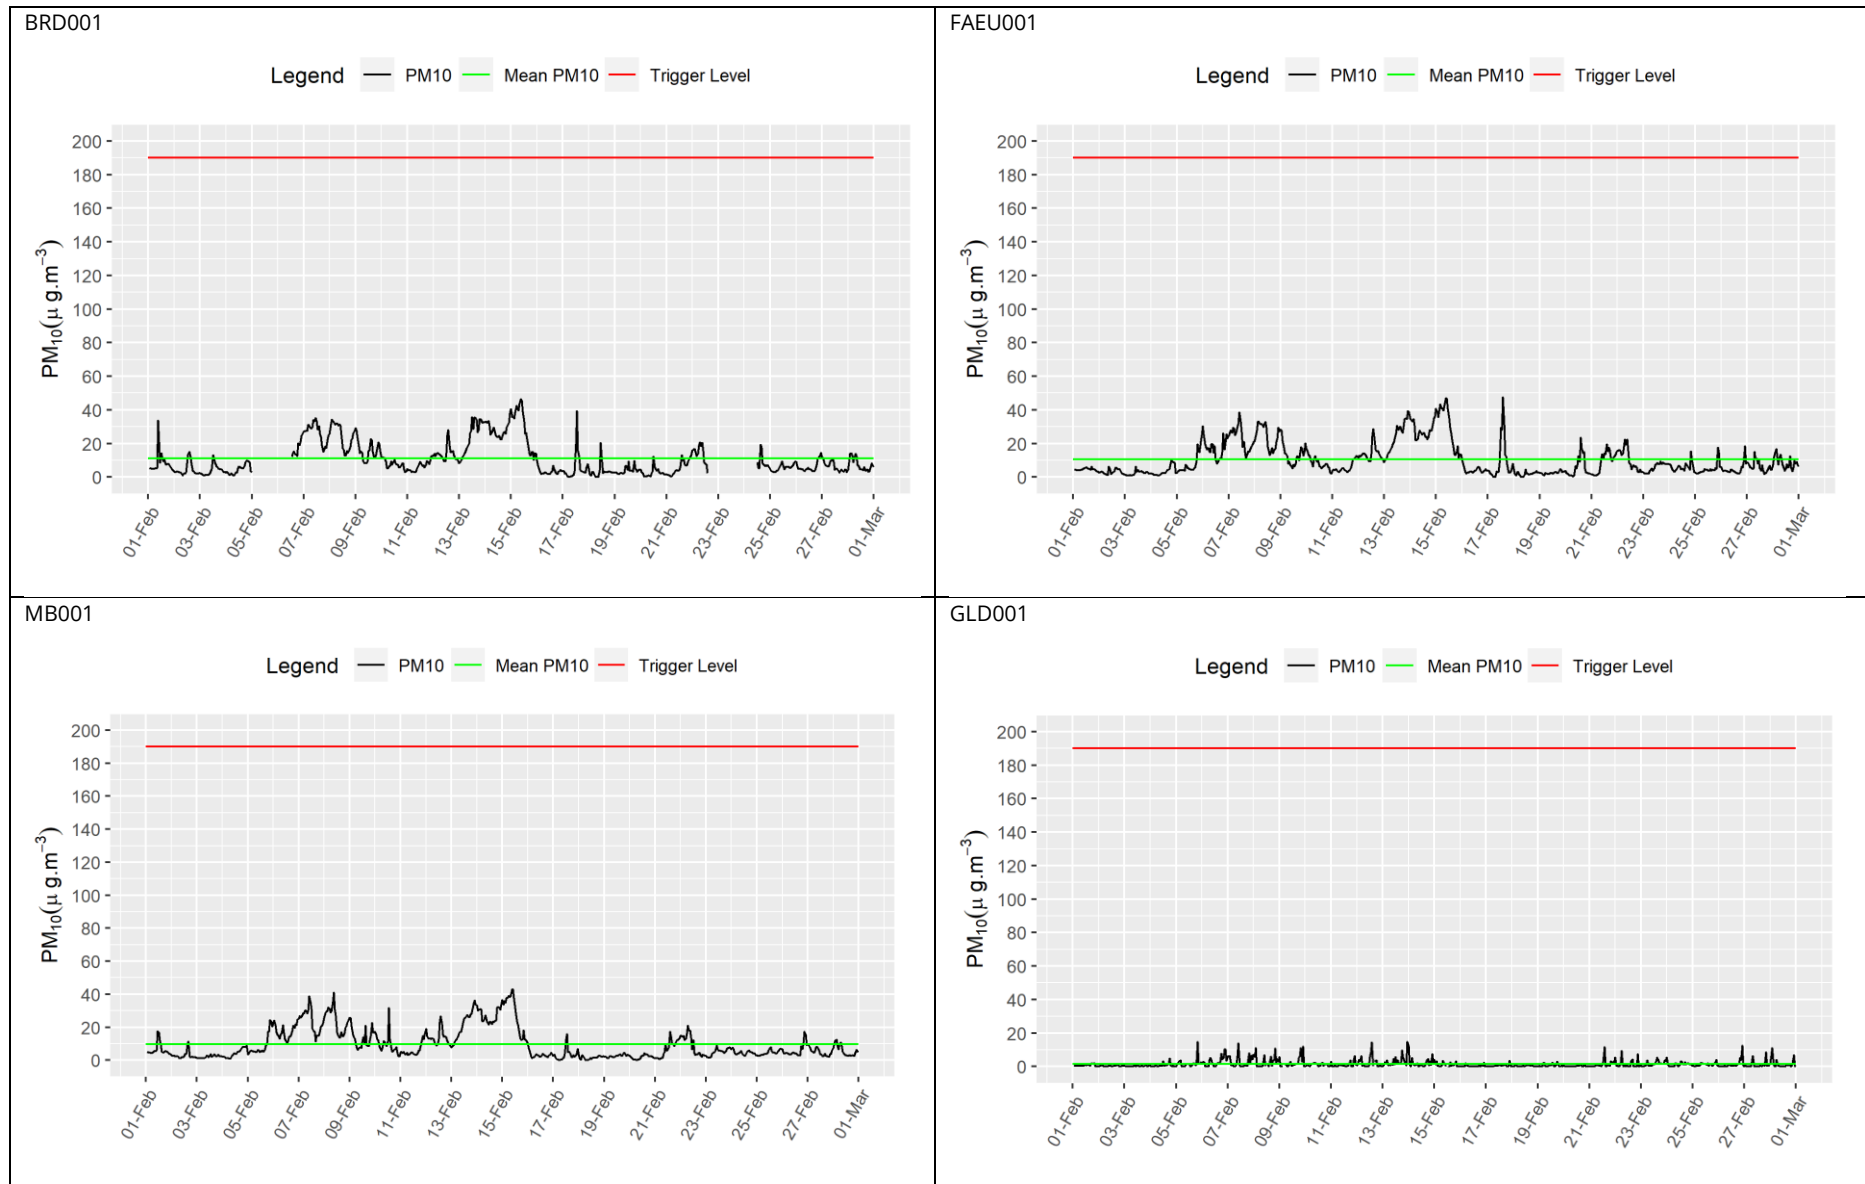 BRD001
Legend PM10 Mean PM10 Trigger Level
200
180
160
140
120
100
80
60
40
20
0
PM10(μ g.m−3)
01-Feb 03-Feb 05-Feb 07-Feb 09-Feb 11-Feb 13-Feb 15-Feb 17-Feb 19-Feb 21-Feb 23-Feb 25-Feb 27-Feb 01-Mar
FAEU001
Legend PM10 Mean PM10 Trigger Level
200
180
160
140
120
100
80
60
40
20
0
PM10(μ g.m−3)
01-Feb 03-Feb 05-Feb 07-Feb 09-Feb 11-Feb 13-Feb 15-Feb 17-Feb 19-Feb 21-Feb 23-Feb 25-Feb 27-Feb 01-Mar
MB001
Legend PM10 Mean PM10 Trigger Level
200
180
160
140
120
100
80
60
40
20
0
PM10(μ g.m−3)
01-Feb 03-Feb 05-Feb 07-Feb 09-Feb 11-Feb 13-Feb 15-Feb 17-Feb 19-Feb 21-Feb 23-Feb 25-Feb 27-Feb 01-Mar
GLD001
Legend PM10 Mean PM10 Trigger Level
200
180
160
140
120
100
80
60
40
20
0
PM10(μ g.m−3)
01-Feb 03-Feb 05-Feb 07-Feb 09-Feb 11-Feb 13-Feb 15-Feb 17-Feb 19-Feb 21-Feb 23-Feb 25-Feb 27-Feb 01-Mar